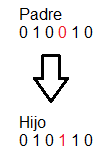 Padre
0 1 0 0 1 0
Hijo
0 1 0 1 1 0